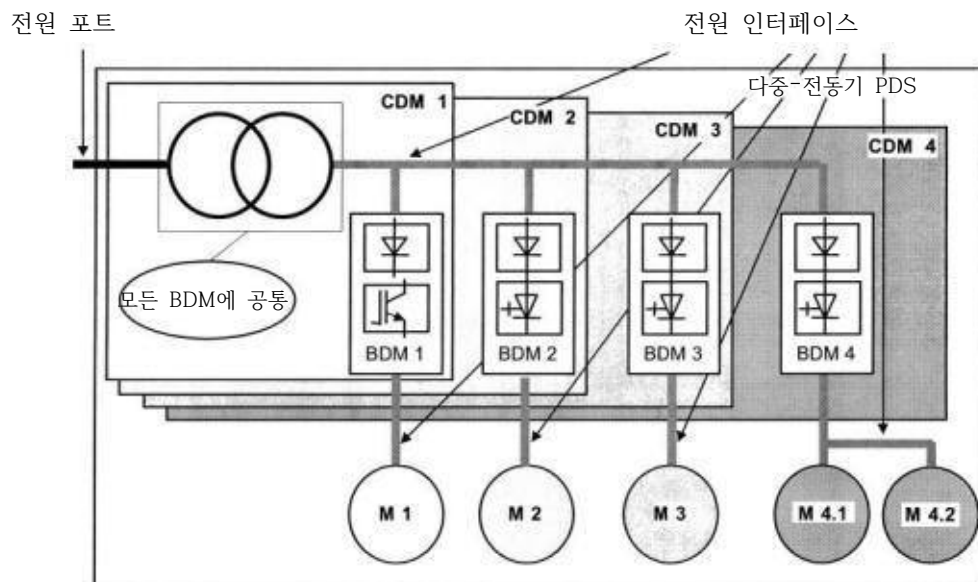 전원 포트
전원 인터페이스
다중-전동기 PDS
CDM 1
CDM 2
CDM 3
CDM 4
모든 BDM에 공통
BDM 1
BDM 2
BDM 3
BDM 4
M 1
M 2
M 3
M 4.1
M 4.2